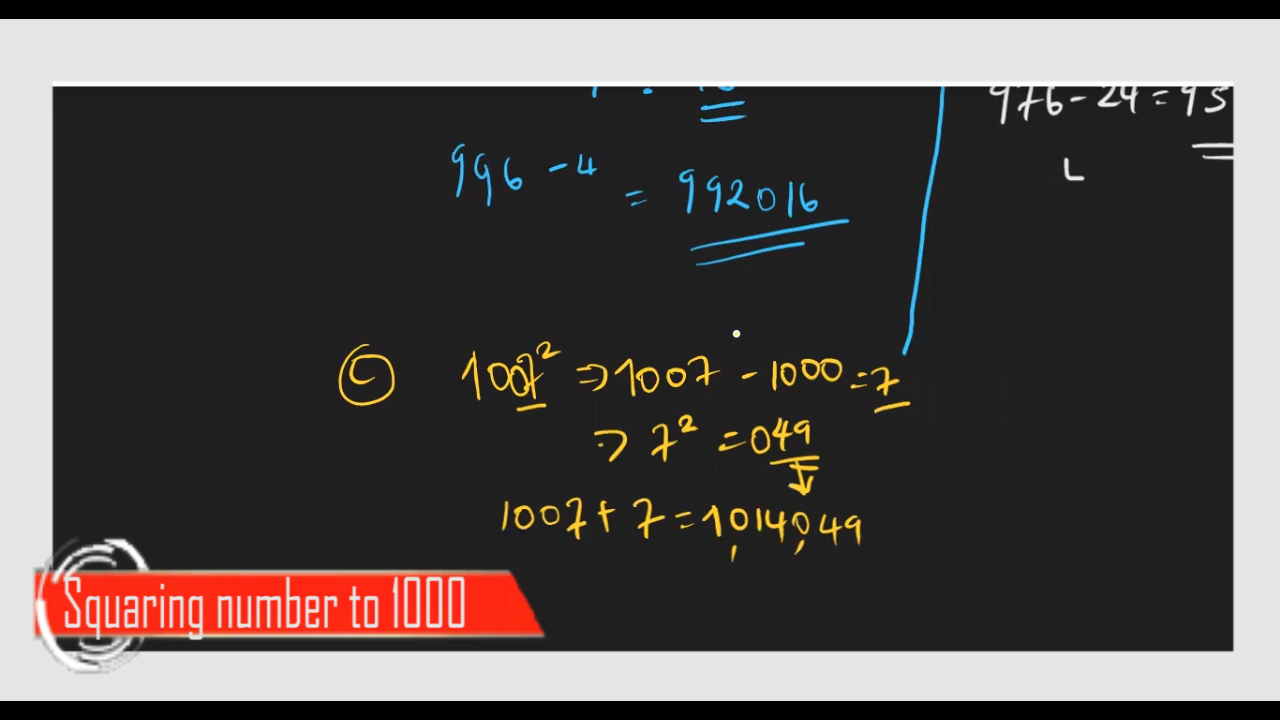 976 - 24 = 95
996 - 4 = 992016
C 1007² ⇒ 1007 - 1000 = 7
⇒ 7² = 049
1007 + 7 = 1,014,049
Squaring number to 1000